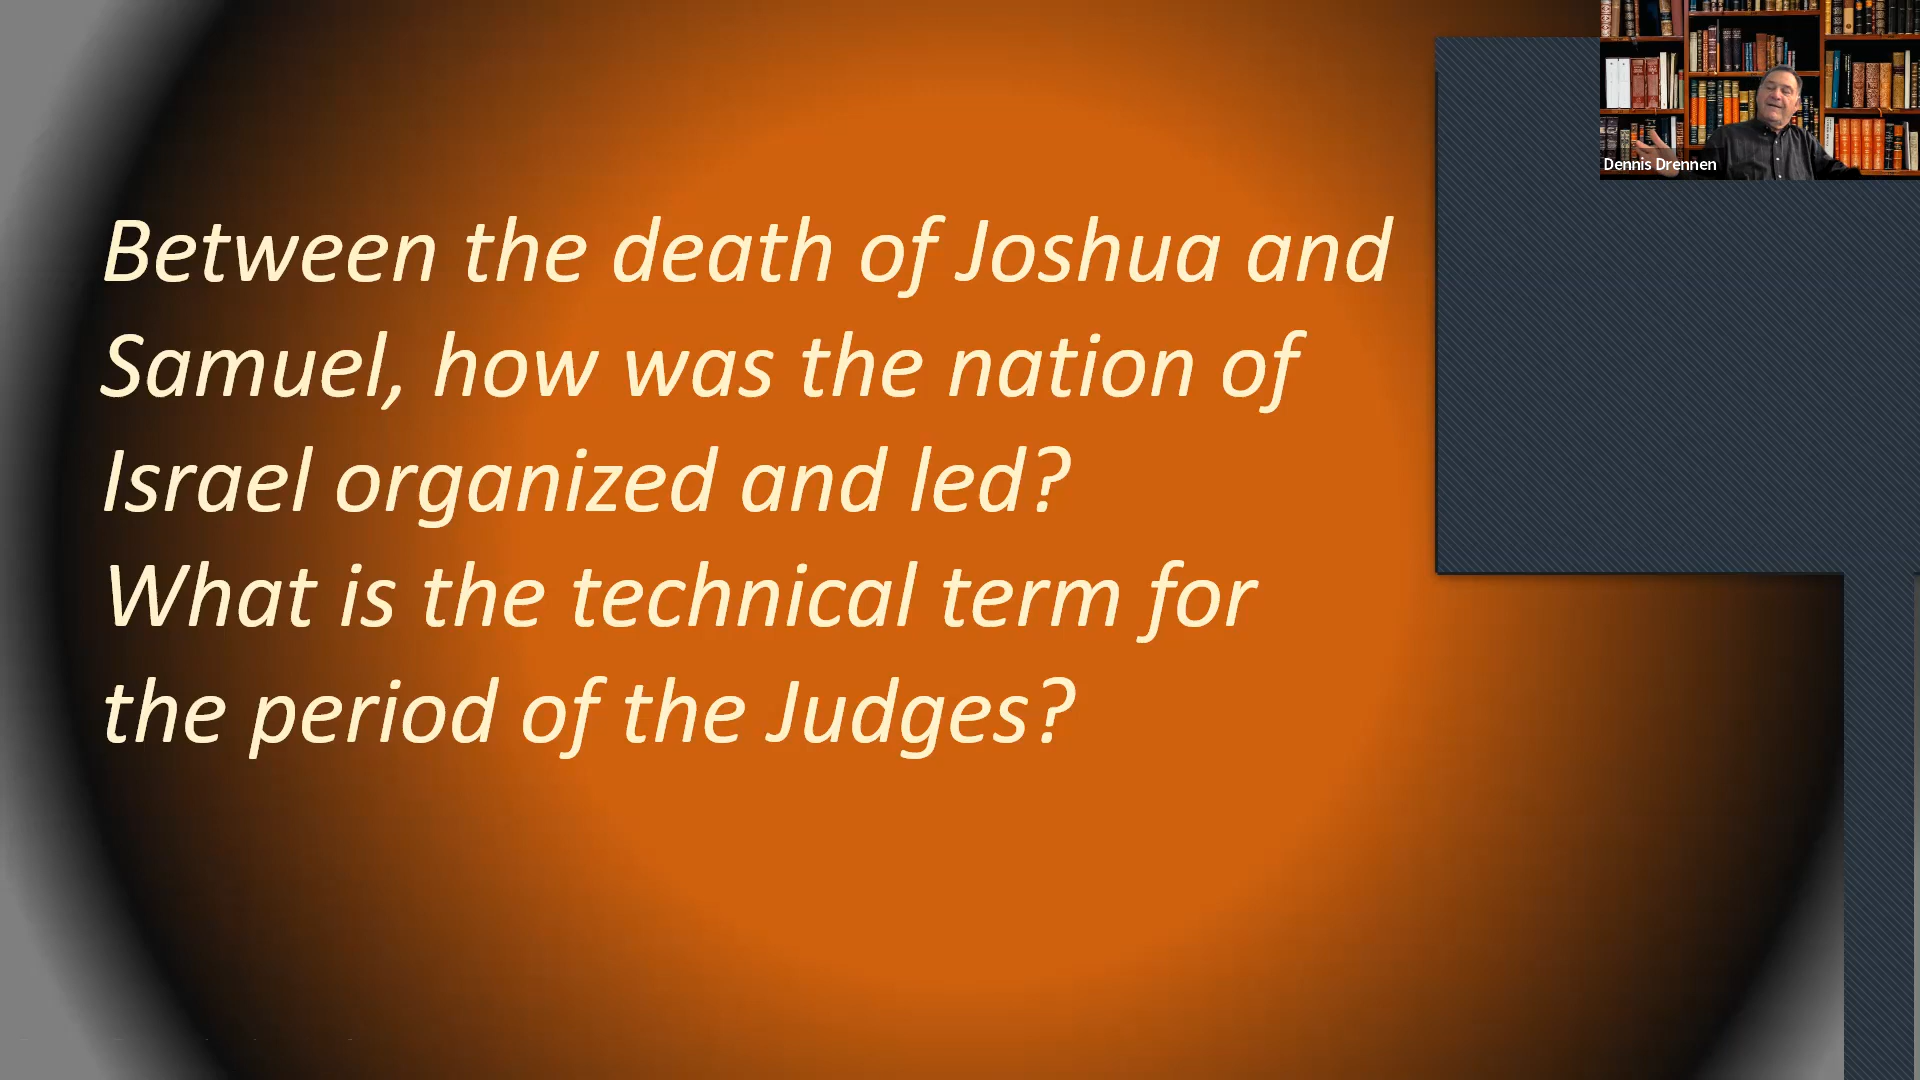 Dennis Drennen
Between the death of Joshua and
Samuel, how was the nation of
Israel organized and led?
What is the technical term for
the period of the Judges?